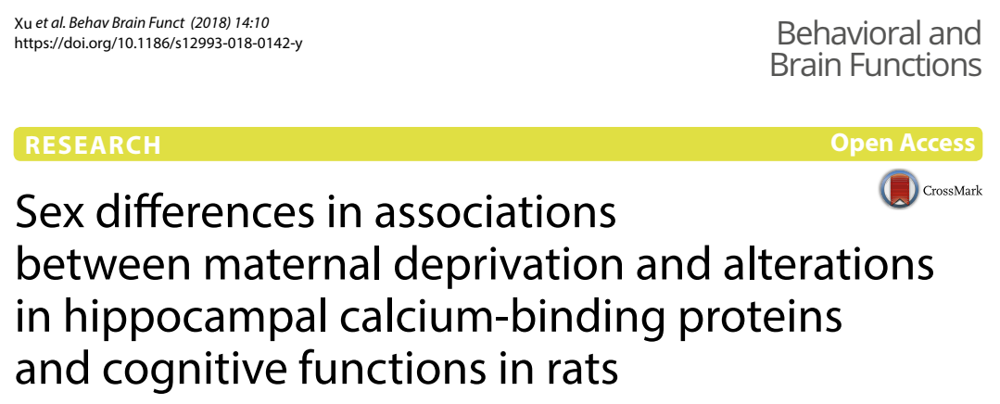 Xu et al. Behav Brain Funct (2018) 14:10
https://doi.org/10.1186/s12993-018-0142-y
Behavioral and
Brain Functions
RESEARCH
Open Access
CrossMark
Sex differences in associations
between maternal deprivation and alterations
in hippocampal calcium-binding proteins
and cognitive functions in rats